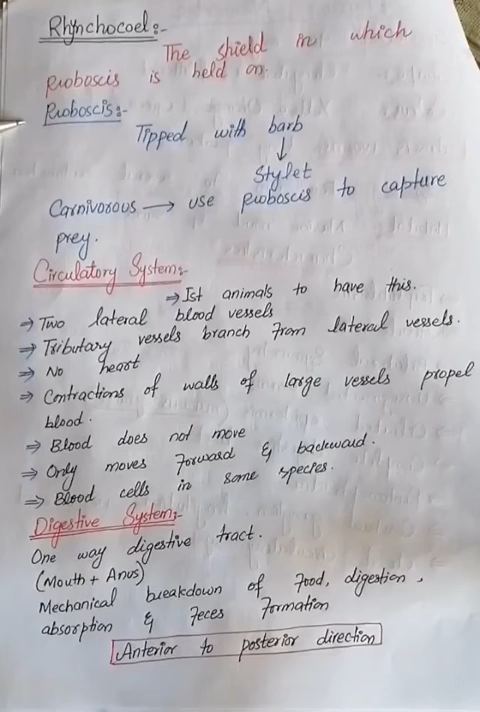 Rhynchocoel:-
The shield in which
proboscis is held on.
Proboscis:-
Tipped with barb
↓
Stylet
Carnivorous → use proboscis to capture
prey.
Circulatory System:-
⇒ Ist animals to have this.
⇒ Two lateral blood vessels
⇒ Tributary vessels branch from lateral vessels.
⇒ No heart
⇒ Contractions of walls of large vessels propel
blood.
⇒ Blood does not move
⇒ Only moves forward & backward.
⇒ Blood cells in some species.
Digestive System:-
One way digestive tract.
(Mouth + Anus)
Mechanical breakdown of food, digestion,
absorption & feces formation
Anterior to posterior direction